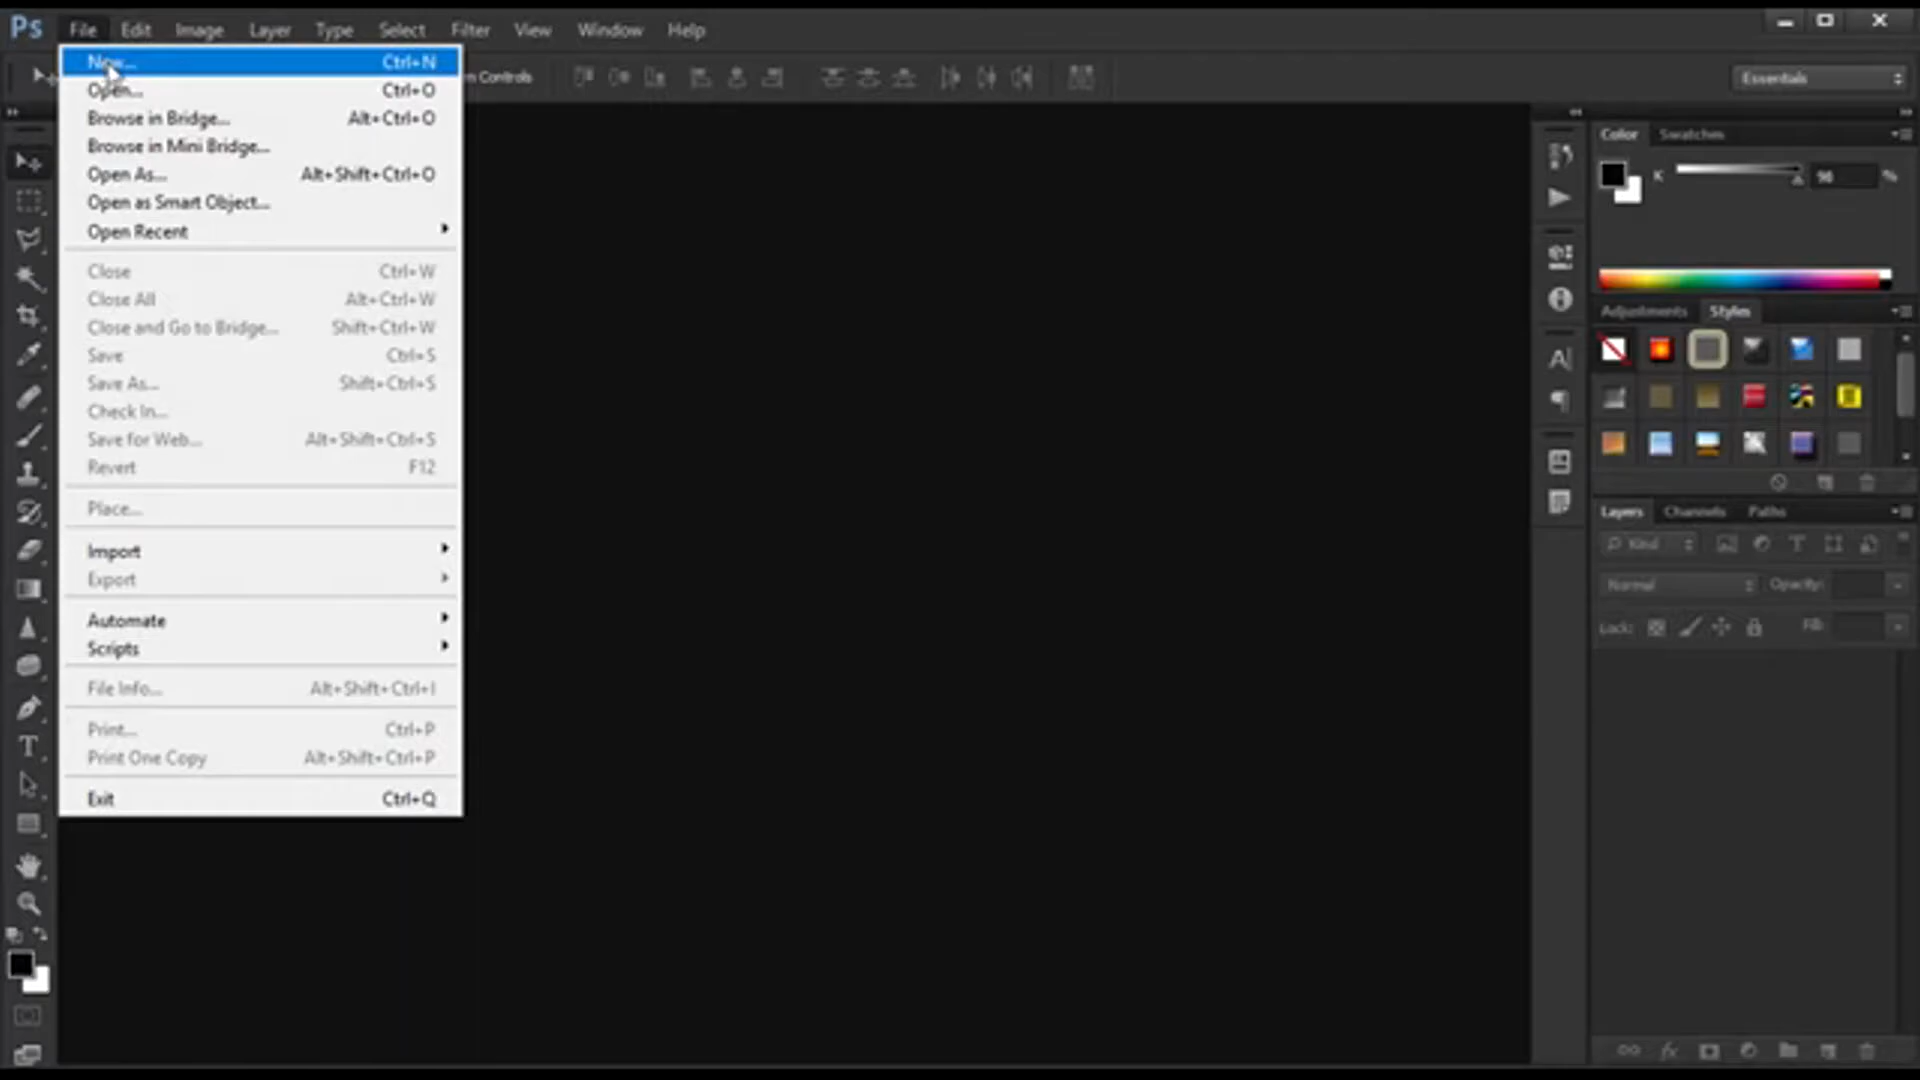 Ps File Edit Image Layer Type Select Filter View Window Help
New... Ctrl+N
m Controls
Essentials
Open... Ctrl+O
Browse in Bridge... Alt+Ctrl+O
Browse in Mini Bridge...
Open As... Alt+Shift+Ctrl+O
Open as Smart Object...
Open Recent
Close Ctrl+W
Close All Alt+Ctrl+W
Close and Go to Bridge... Shift+Ctrl+W
Save Ctrl+S
Save As... Shift+Ctrl+S
Check In...
Save for Web... Alt+Shift+Ctrl+S
Revert F12
Place...
Import
Export
Automate
Scripts
File Info... Alt+Shift+Ctrl+I
Print... Ctrl+P
Print One Copy Alt+Shift+Ctrl+P
Exit Ctrl+Q
Color Swatches
K %
Adjustments Styles
Layers Channels Paths
Kind
Normal Opacity:
Lock: Fill: